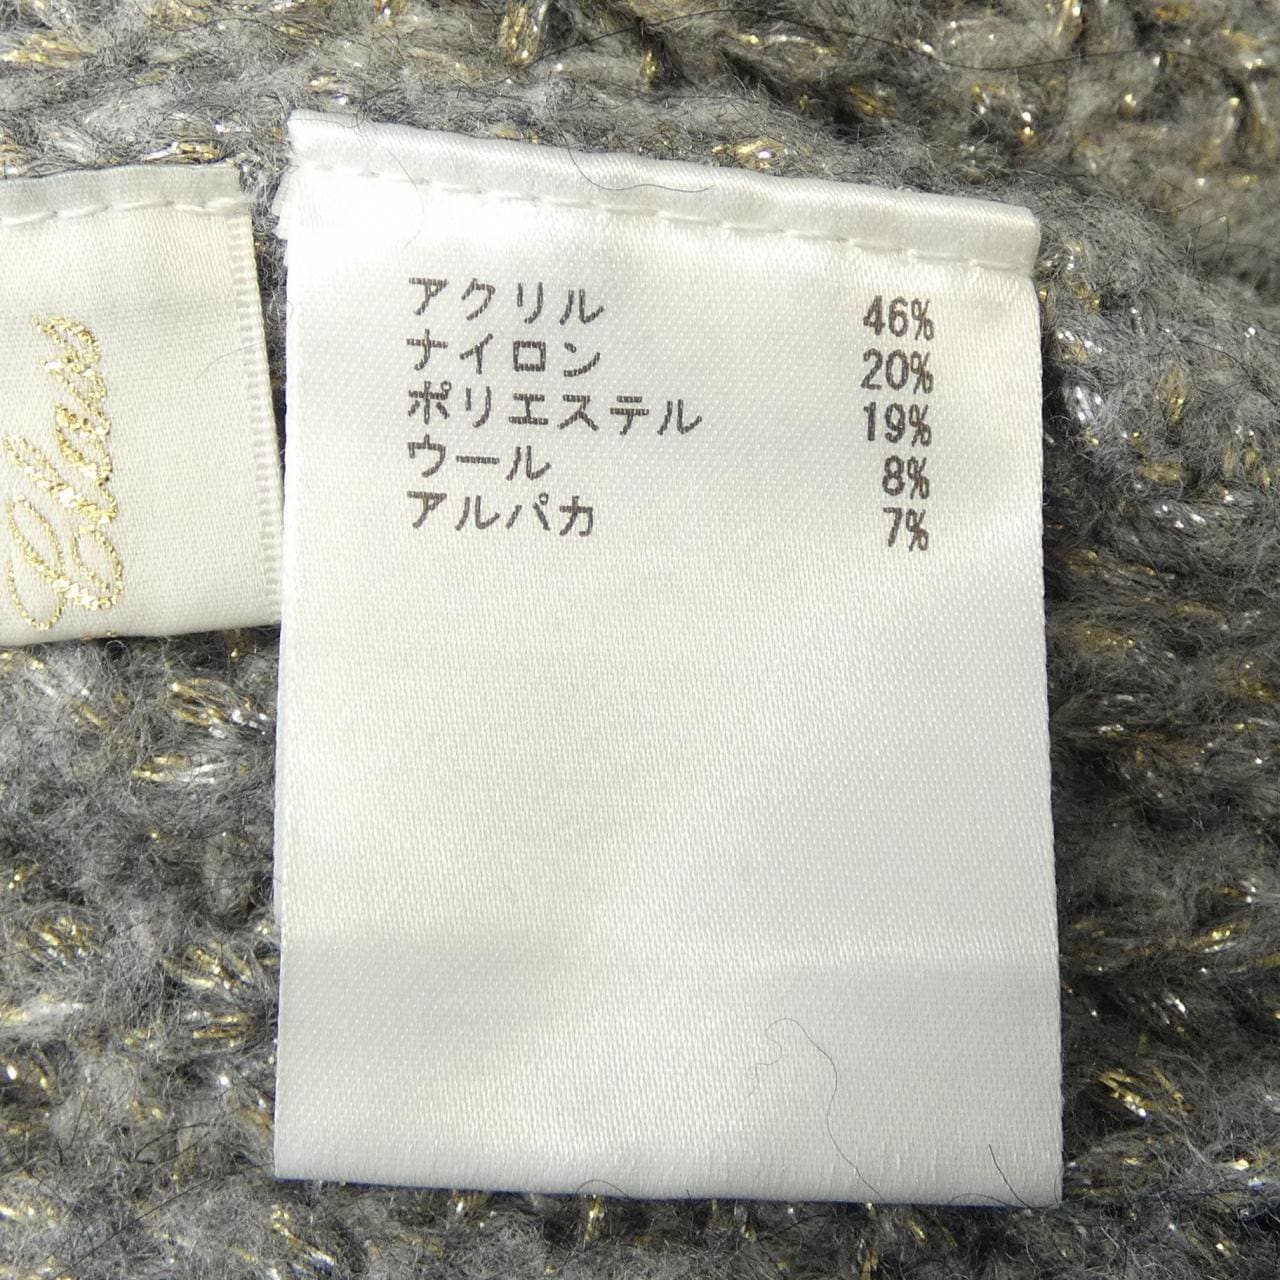 アクリル 46%
ナイロン 20%
ポリエステル 19%
ウール 8%
アルパカ 7%
Clas